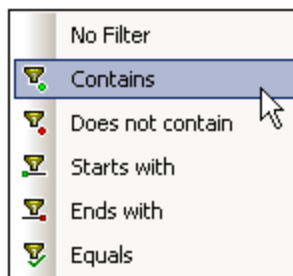 No Filter
Contains
Does not contain
Starts with
Ends with
Equals